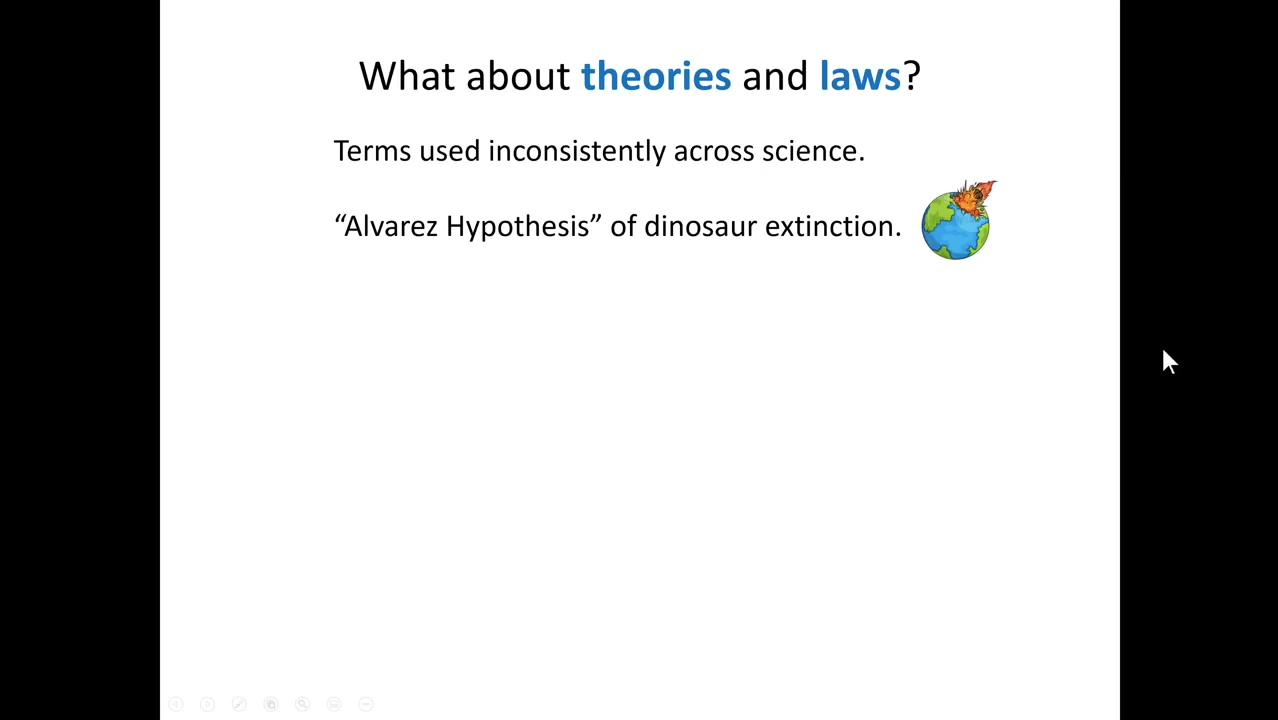 What about theories and laws?
Terms used inconsistently across science.
“Alvarez Hypothesis” of dinosaur extinction.